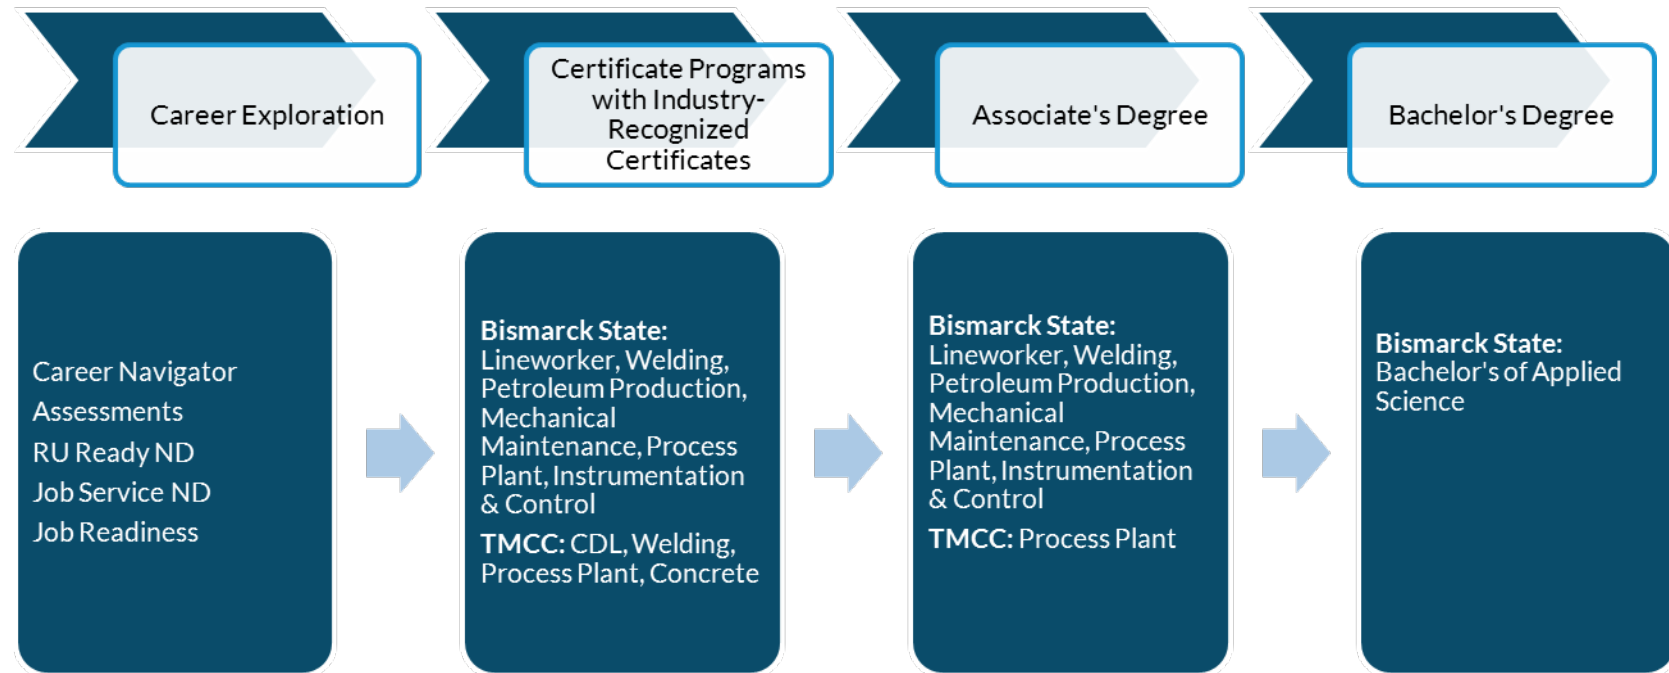 Career Exploration
Certificate Programs
with Industry-
Recognized
Certificates
Associate's Degree
Bachelor's Degree
Career Navigator
Assessments
RU Ready ND
Job Service ND
Job Readiness
Bismarck State:
Lineworker, Welding,
Petroleum Production,
Mechanical
Maintenance, Process
Plant, Instrumentation
& Control
TMCC: CDL, Welding,
Process Plant, Concrete
Bismarck State:
Lineworker, Welding,
Petroleum Production,
Mechanical
Maintenance, Process
Plant, Instrumentation
& Control
TMCC: Process Plant
Bismarck State:
Bachelor's of Applied
Science